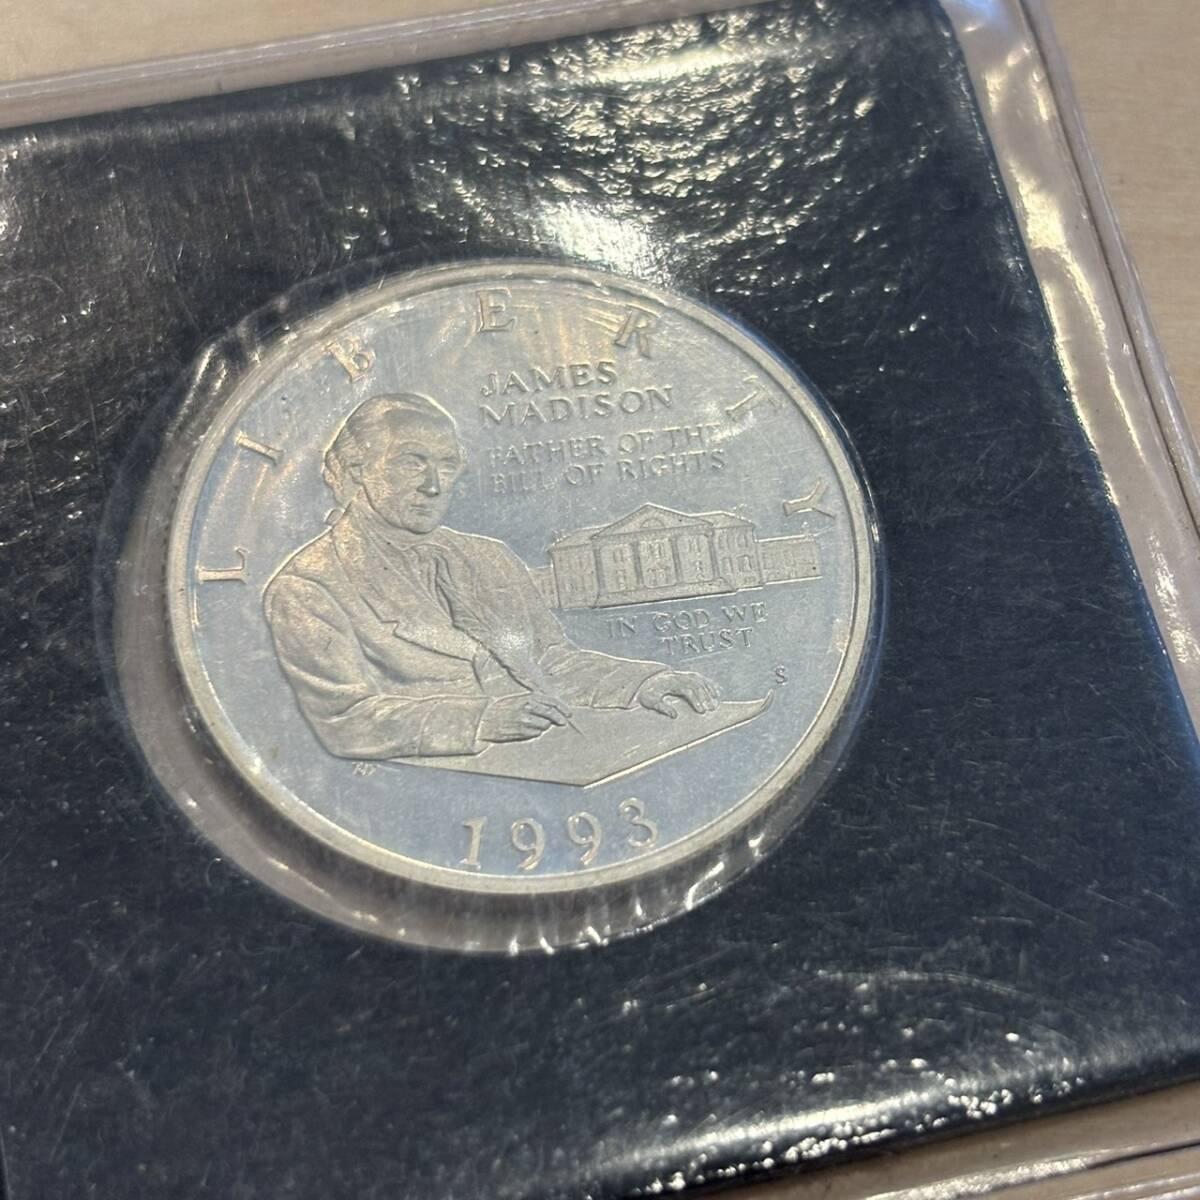 LIBERTY
JAMES
MADISON
FATHER OF THE
BILL OF RIGHTS
IN GOD WE
TRUST
S
1993